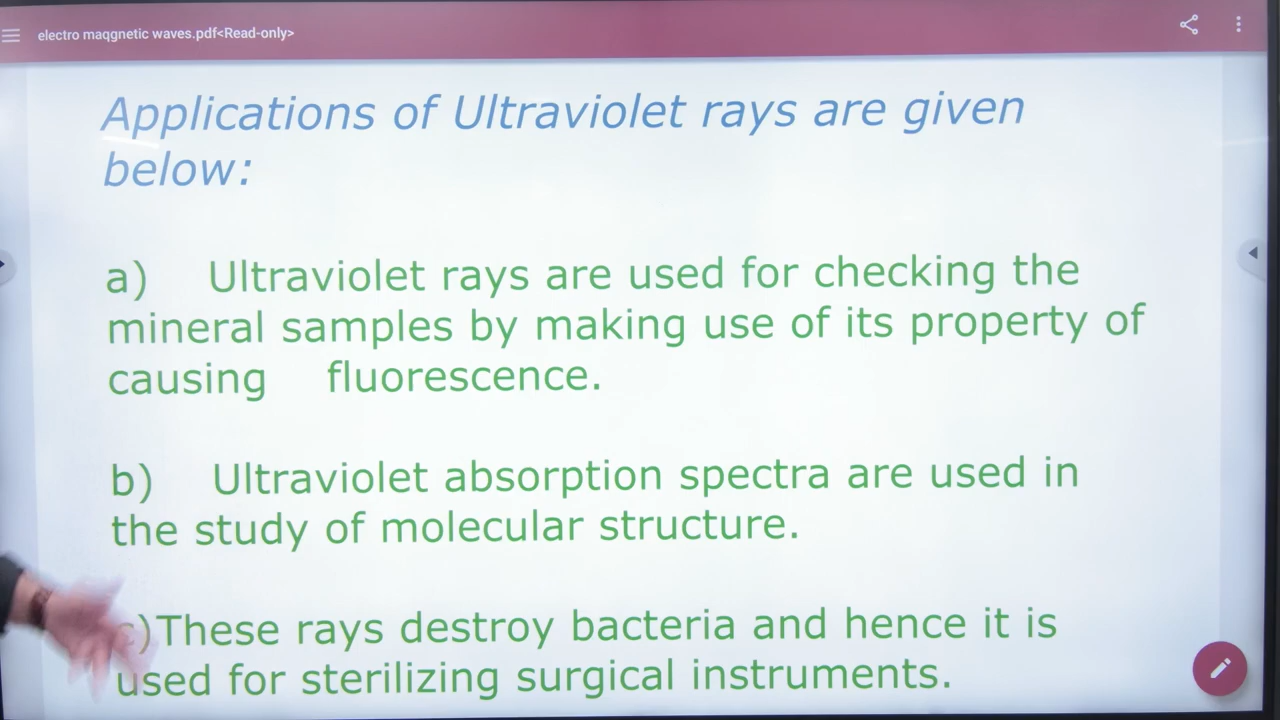 electro maqgnetic waves.pdf<Read-only>
Applications of Ultraviolet rays are given
below:
a) Ultraviolet rays are used for checking the
mineral samples by making use of its property of
causing fluorescence.
b) Ultraviolet absorption spectra are used in
the study of molecular structure.
c)These rays destroy bacteria and hence it is
used for sterilizing surgical instruments.